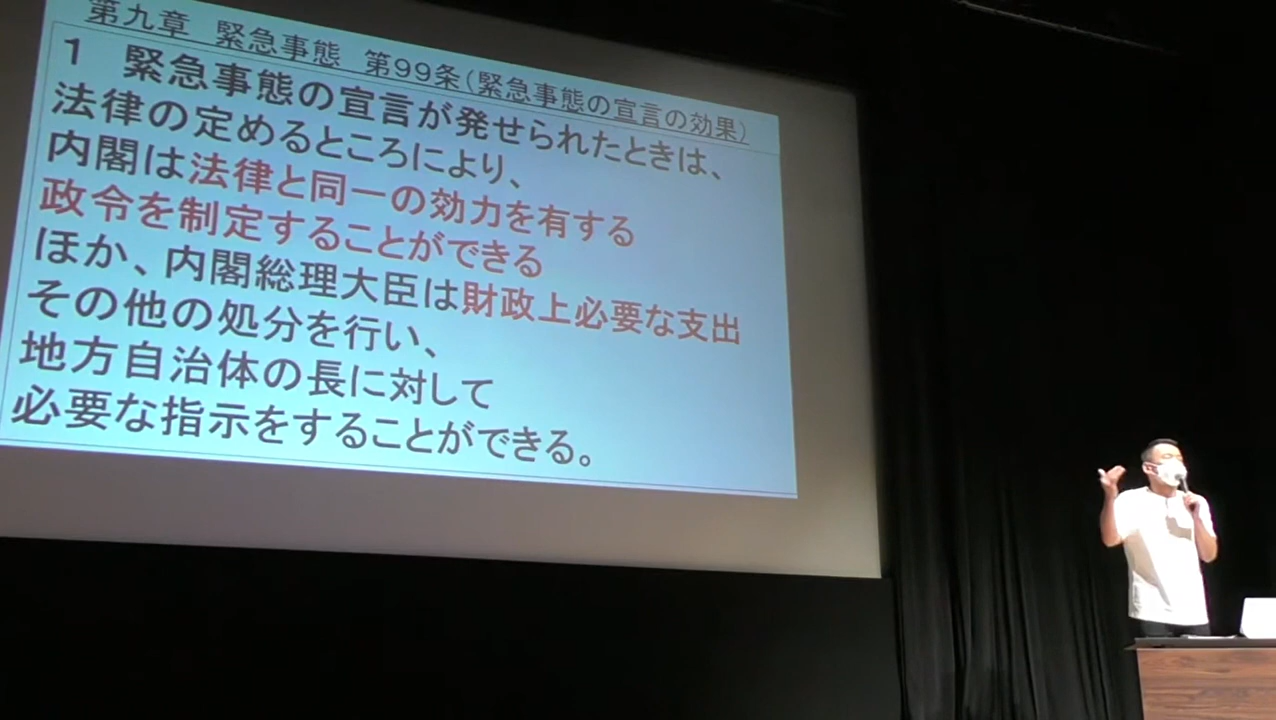 第九章　緊急事態　第99条（緊急事態の宣言の効果）
１　緊急事態の宣言が発せられたときは、
法律の定めるところにより、
内閣は法律と同一の効力を有する
政令を制定することができる
ほか、内閣総理大臣は財政上必要な支出
その他の処分を行い、
地方自治体の長に対して
必要な指示をすることができる。